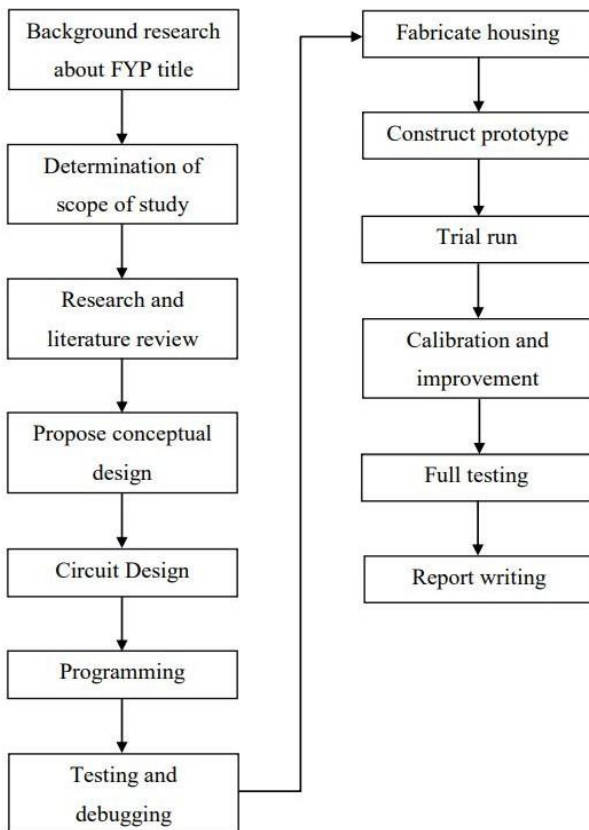 Background research
about FYP title
Determination of
scope of study
Research and
literature review
Propose conceptual
design
Circuit Design
Programming
Testing and
debugging
Fabricate housing
Construct prototype
Trial run
Calibration and
improvement
Full testing
Report writing